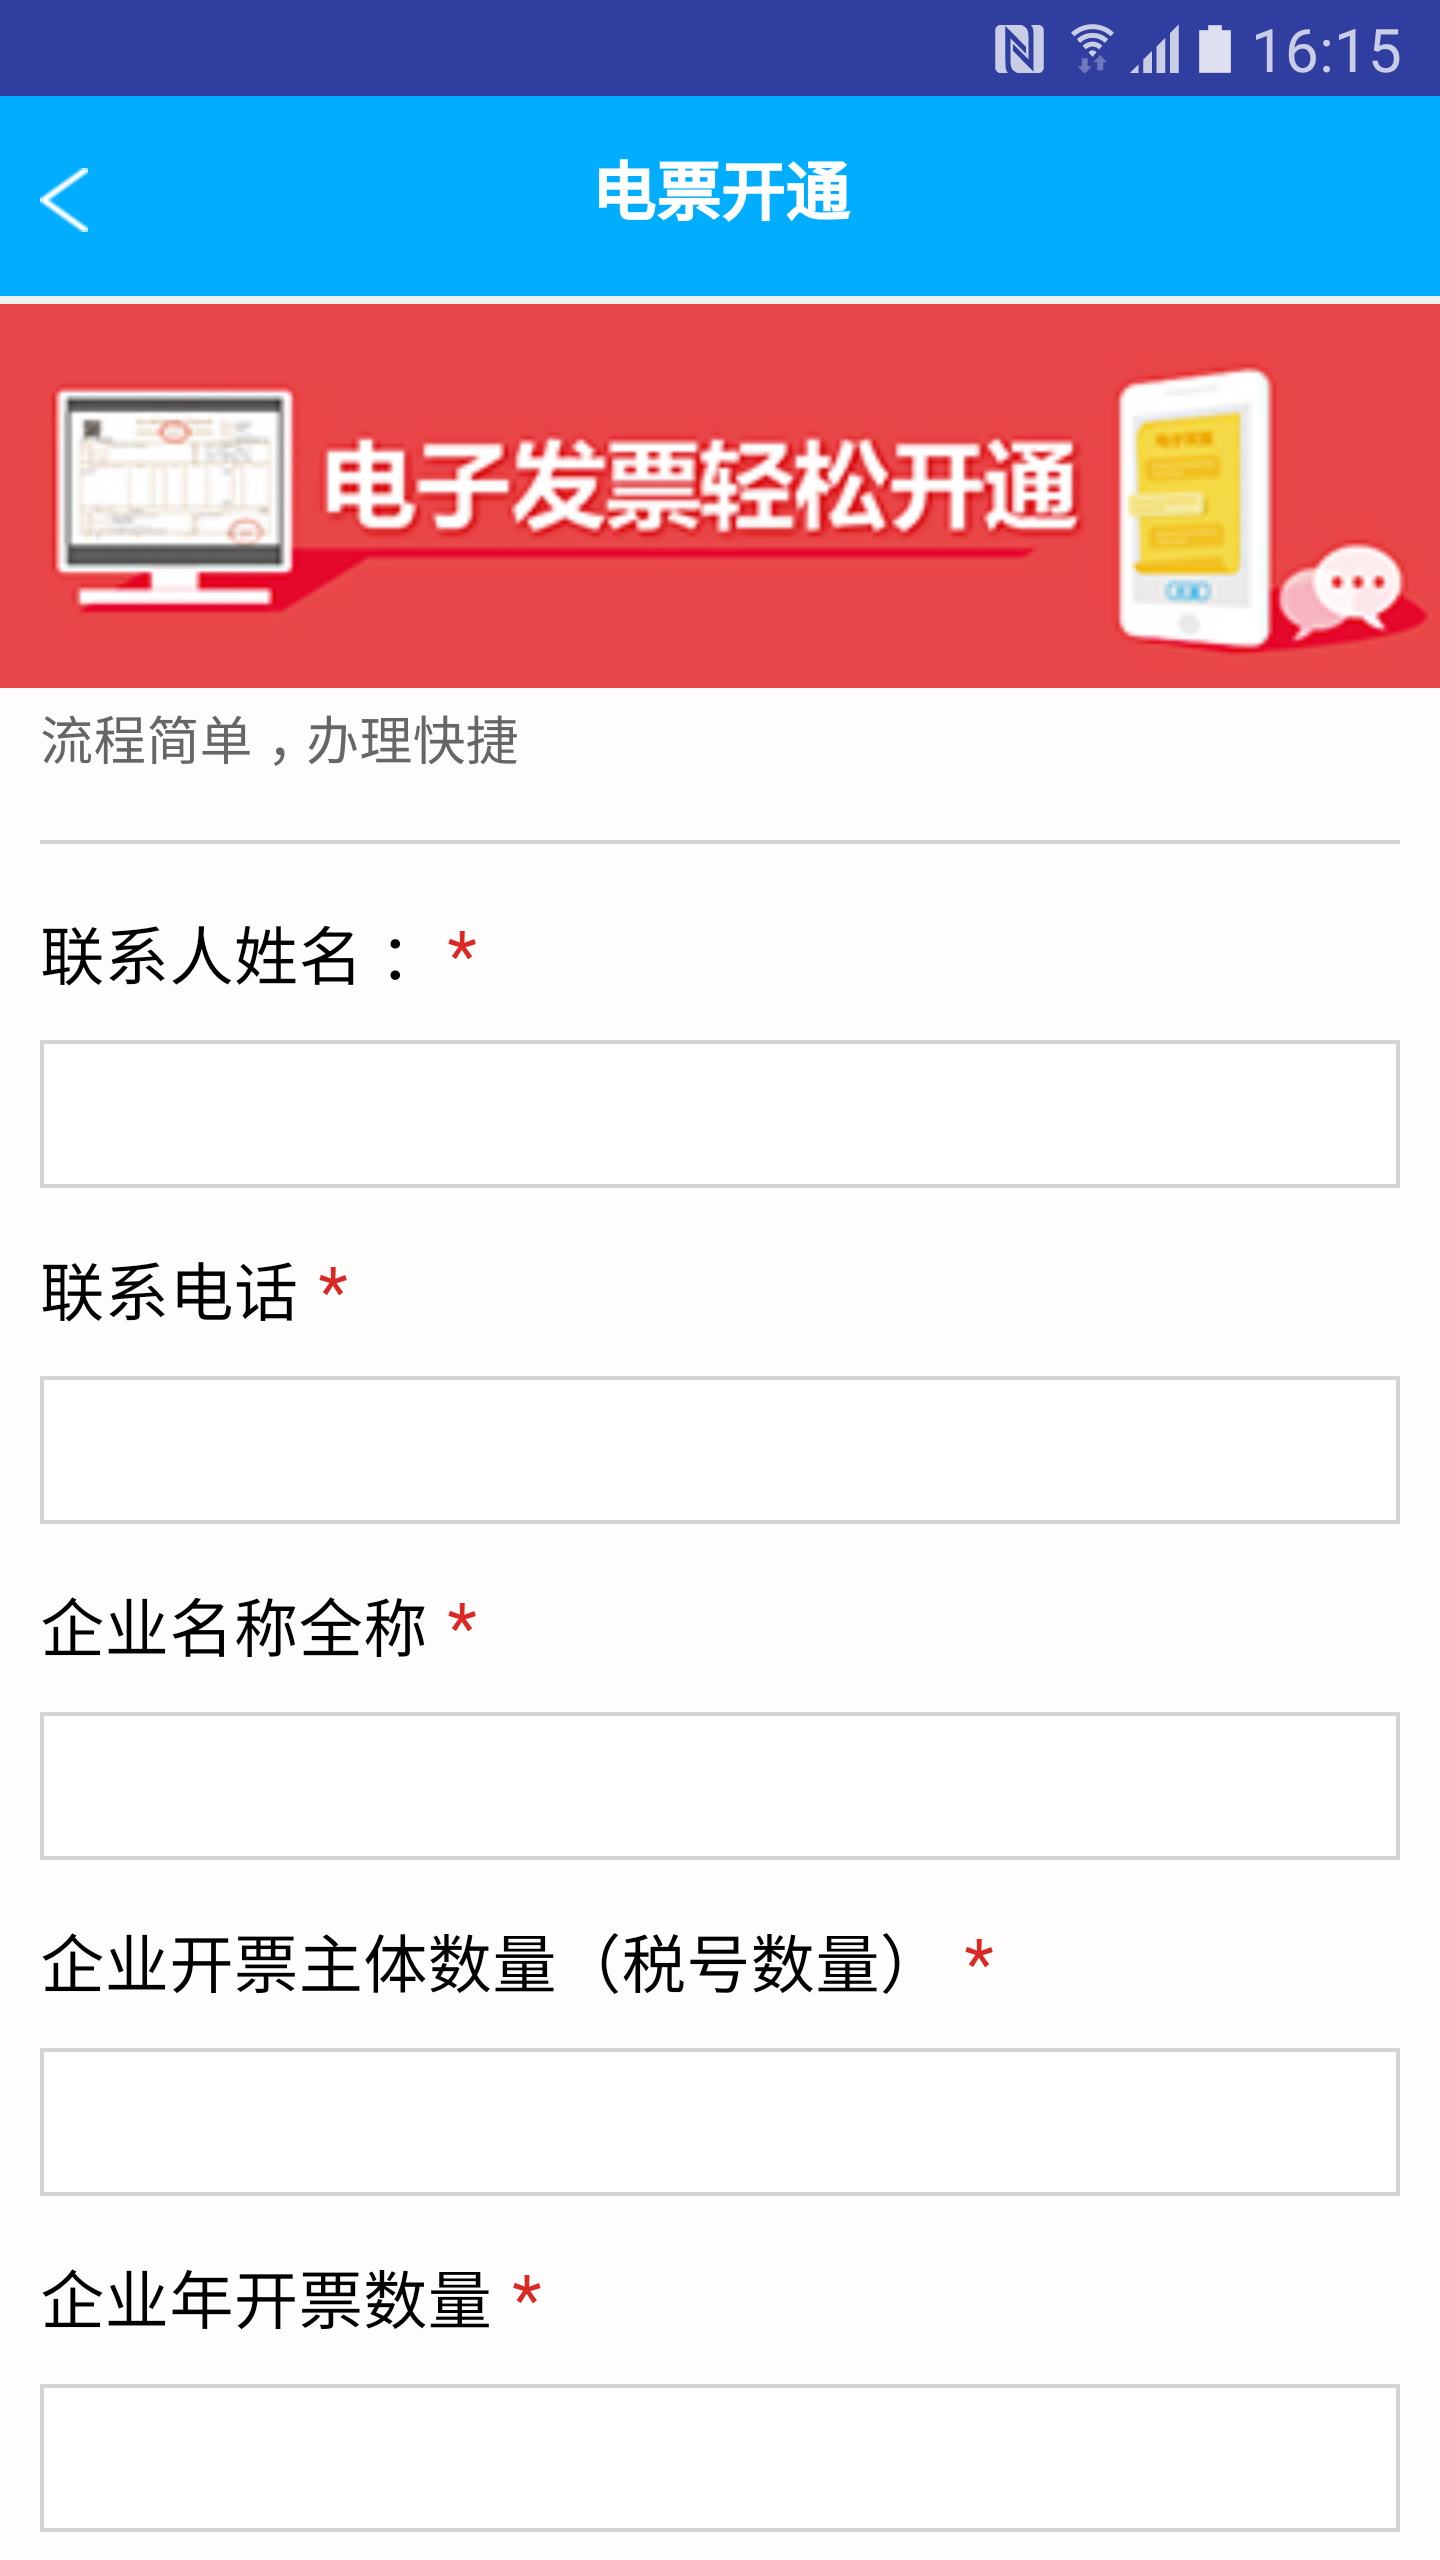 16:15
电票开通
电子发票轻松开通
流程简单，办理快捷
联系人姓名：*
联系电话 *
企业名称全称 *
企业开票主体数量（税号数量） *
企业年开票数量 *